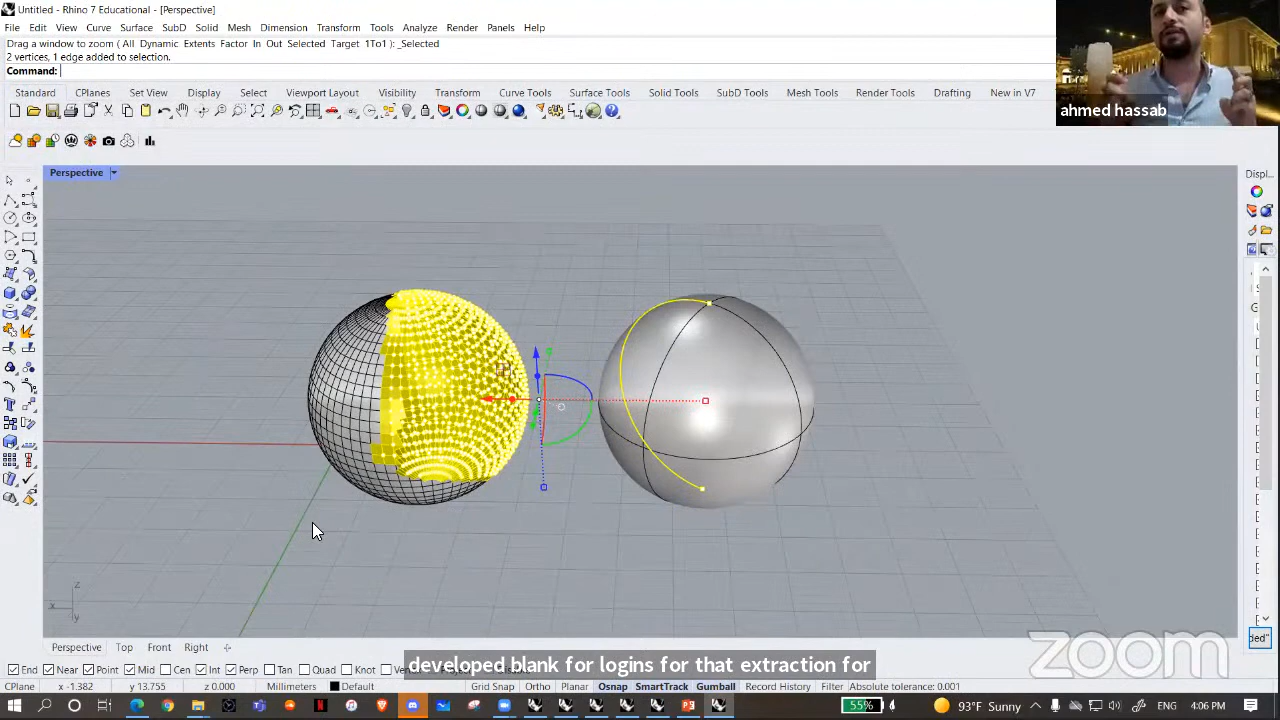 Untitled - Rhino 7 Educational - [Perspective]
File Edit View Curve Surface SubD Solid Mesh Dimension Transform Tools Analyze Render Panels Help
Drag a window to zoom ( All Dynamic Extents Factor In Out Selected Target 1To1 ): _Selected
2 vertices, 1 edge added to selection.
Command:
ahmed hassab
Standard CPlanes Set View Display Select Viewport Layout Visibility Transform Curve Tools Surface Tools Solid Tools SubD Tools Mesh Tools Render Tools Drafting New in V7
Perspective
Displ...
z
x
y
Perspective Top Front Right
zoom
ded"
developed blank for logins for that extraction for
End Near Point Mid Cen Int Perp Tan Quad Knot
CPlane x -1.382 y 13.755 z 0.000 Millimeters Default Grid Snap Ortho Planar Osnap SmartTrack Gumball Record History Filter Absolute tolerance: 0.001
55% 93°F Sunny ENG 4:06 PM